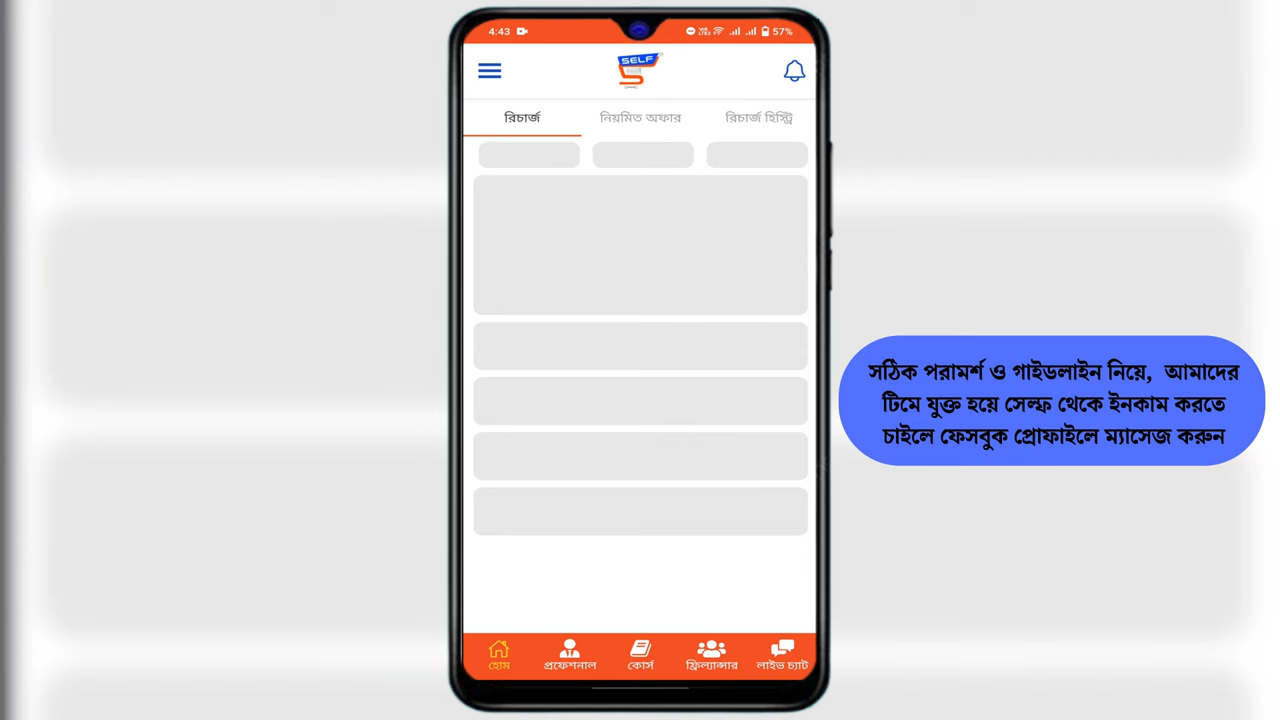 4:43
57%
SELF
রিচার্জ
নিয়মিত অফার
রিচার্জ হিস্ট্রি
সঠিক পরামর্শ ও গাইডলাইন নিয়ে, আমাদের
টিমে যুক্ত হয়ে সেল্ফ থেকে ইনকাম করতে
চাইলে ফেসবুক প্রোফাইলে ম্যাসেজ করুন
হোম
প্রফেশনাল
কোর্স
ফ্রিল্যান্সার
লাইভ চ্যাট